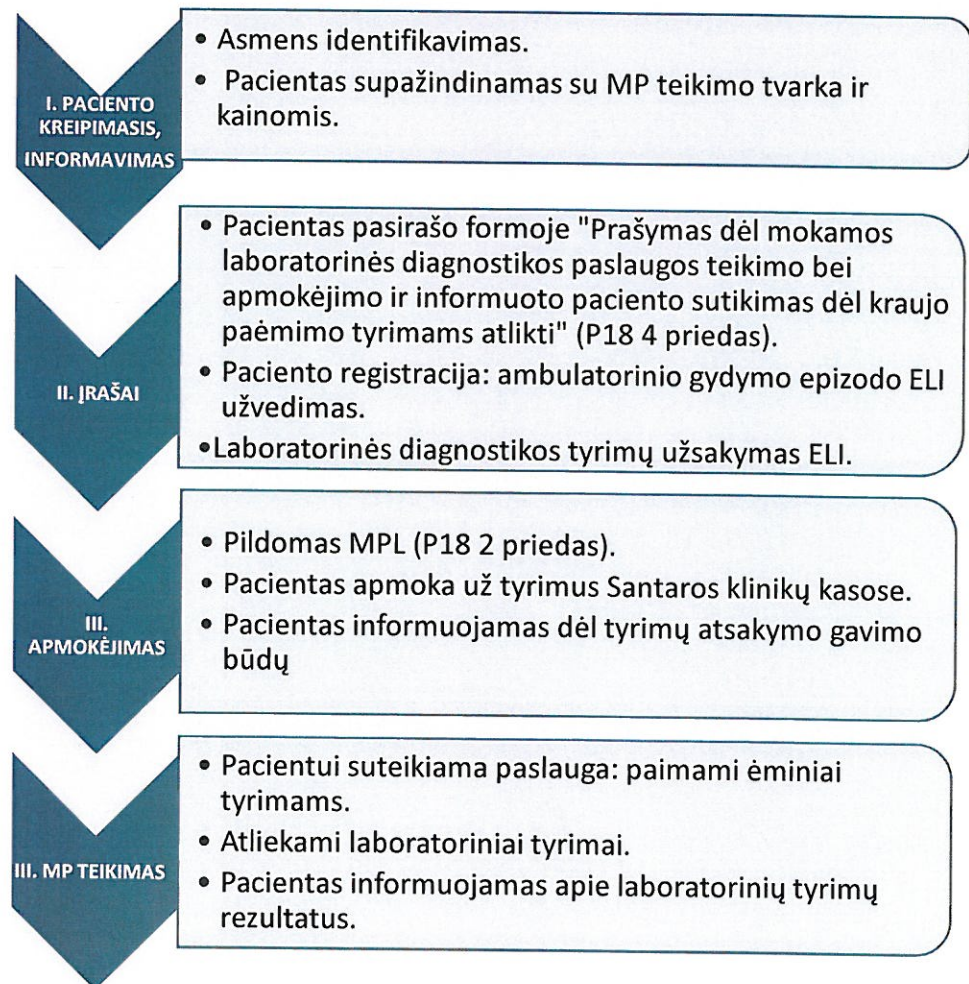 I. PACIENTO
KREIPIMASIS,
INFORMAVIMAS
• Asmens identifikavimas.
• Pacientas supažindinamas su MP teikimo tvarka ir
kainomis.
II. ĮRAŠAI
• Pacientas pasirašo formoje "Prašymas dėl mokamos
laboratorinės diagnostikos paslaugos teikimo bei
apmokėjimo ir informuoto paciento sutikimas dėl kraujo
paėmimo tyrimams atlikti" (P18 4 priedas).
• Paciento registracija: ambulatorinio gydymo epizodo ELI
užvedimas.
•Laboratorinės diagnostikos tyrimų užsakymas ELI.
III.
APMOKĖJIMAS
• Pildomas MPL (P18 2 priedas).
• Pacientas apmoka už tyrimus Santaros klinikų kasose.
• Pacientas informuojamas dėl tyrimų atsakymo gavimo
būdų
III. MP TEIKIMAS
• Pacientui suteikiama paslauga: paimami ėminiai
tyrimams.
• Atliekami laboratoriniai tyrimai.
• Pacientas informuojamas apie laboratorinių tyrimų
rezultatus.